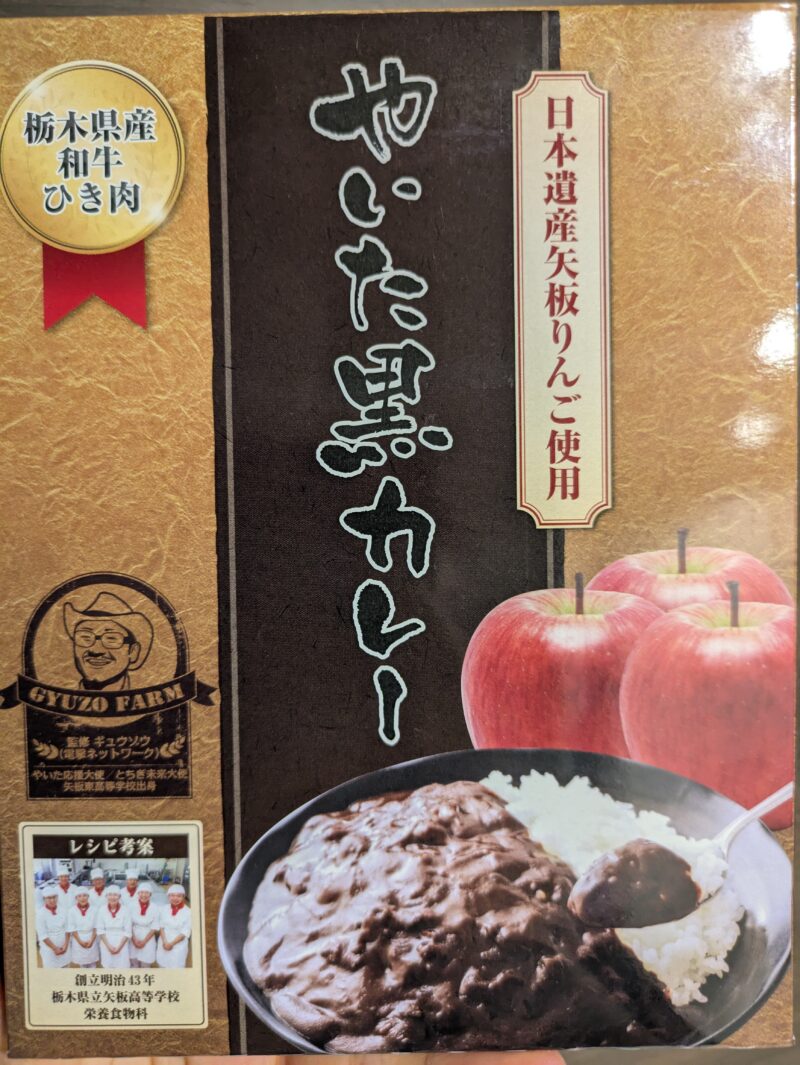 栃木県産
和牛
ひき肉
やいた黒カレー
日本遺産矢板りんご使用
GYUZO FARM
監修 ギュウゾウ
(電撃ネットワーク)
やいた応援大使／とちぎ未来大使
矢板東高等学校出身
レシピ考案
創立明治43年
栃木県立矢板高等学校
栄養食物科